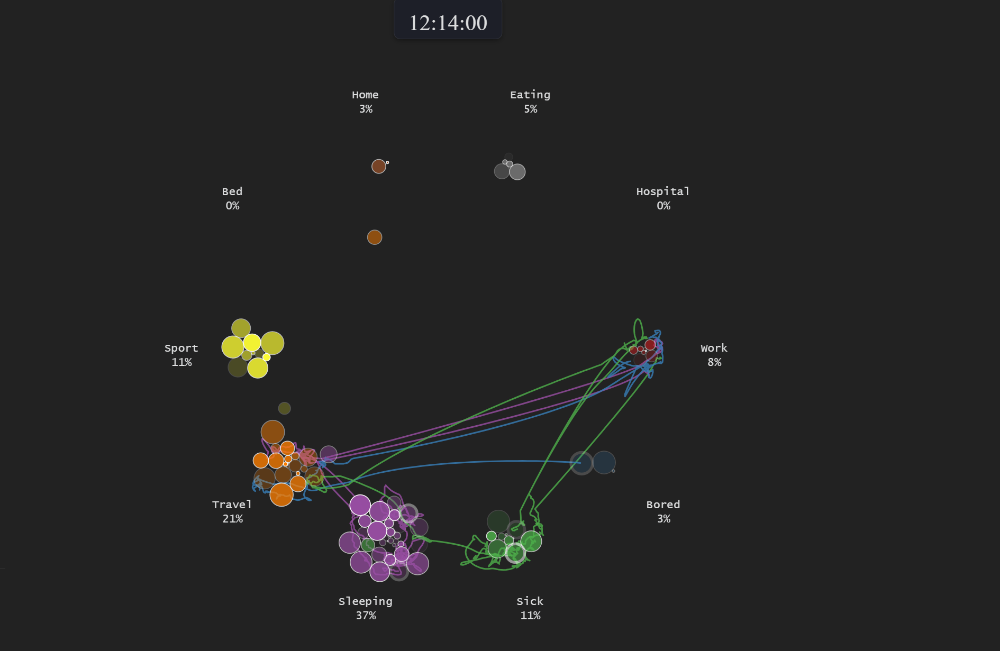 12:14:00
Home
3%
Eating
5%
Bed
0%
Hospital
0%
Sport
11%
Work
8%
Travel
21%
Bored
3%
Sleeping
37%
Sick
11%